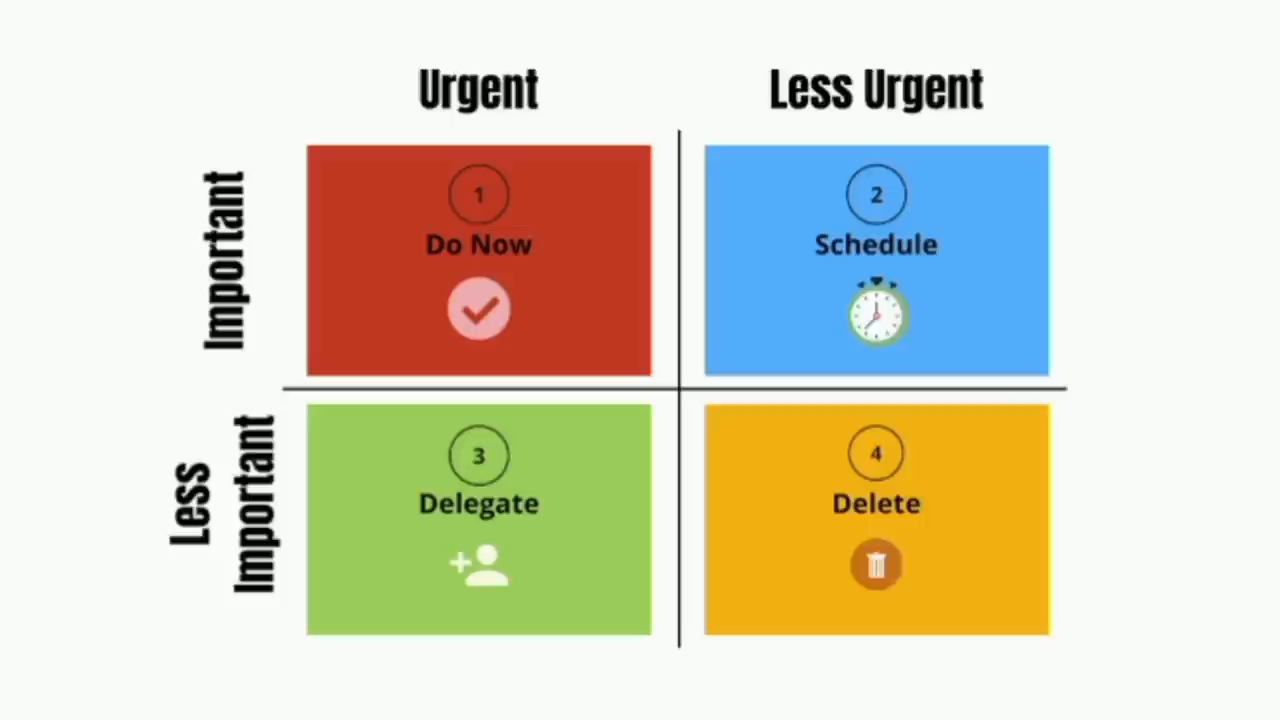 Urgent
Less Urgent
Important
1
Do Now
2
Schedule
Less
Important
3
Delegate
4
Delete